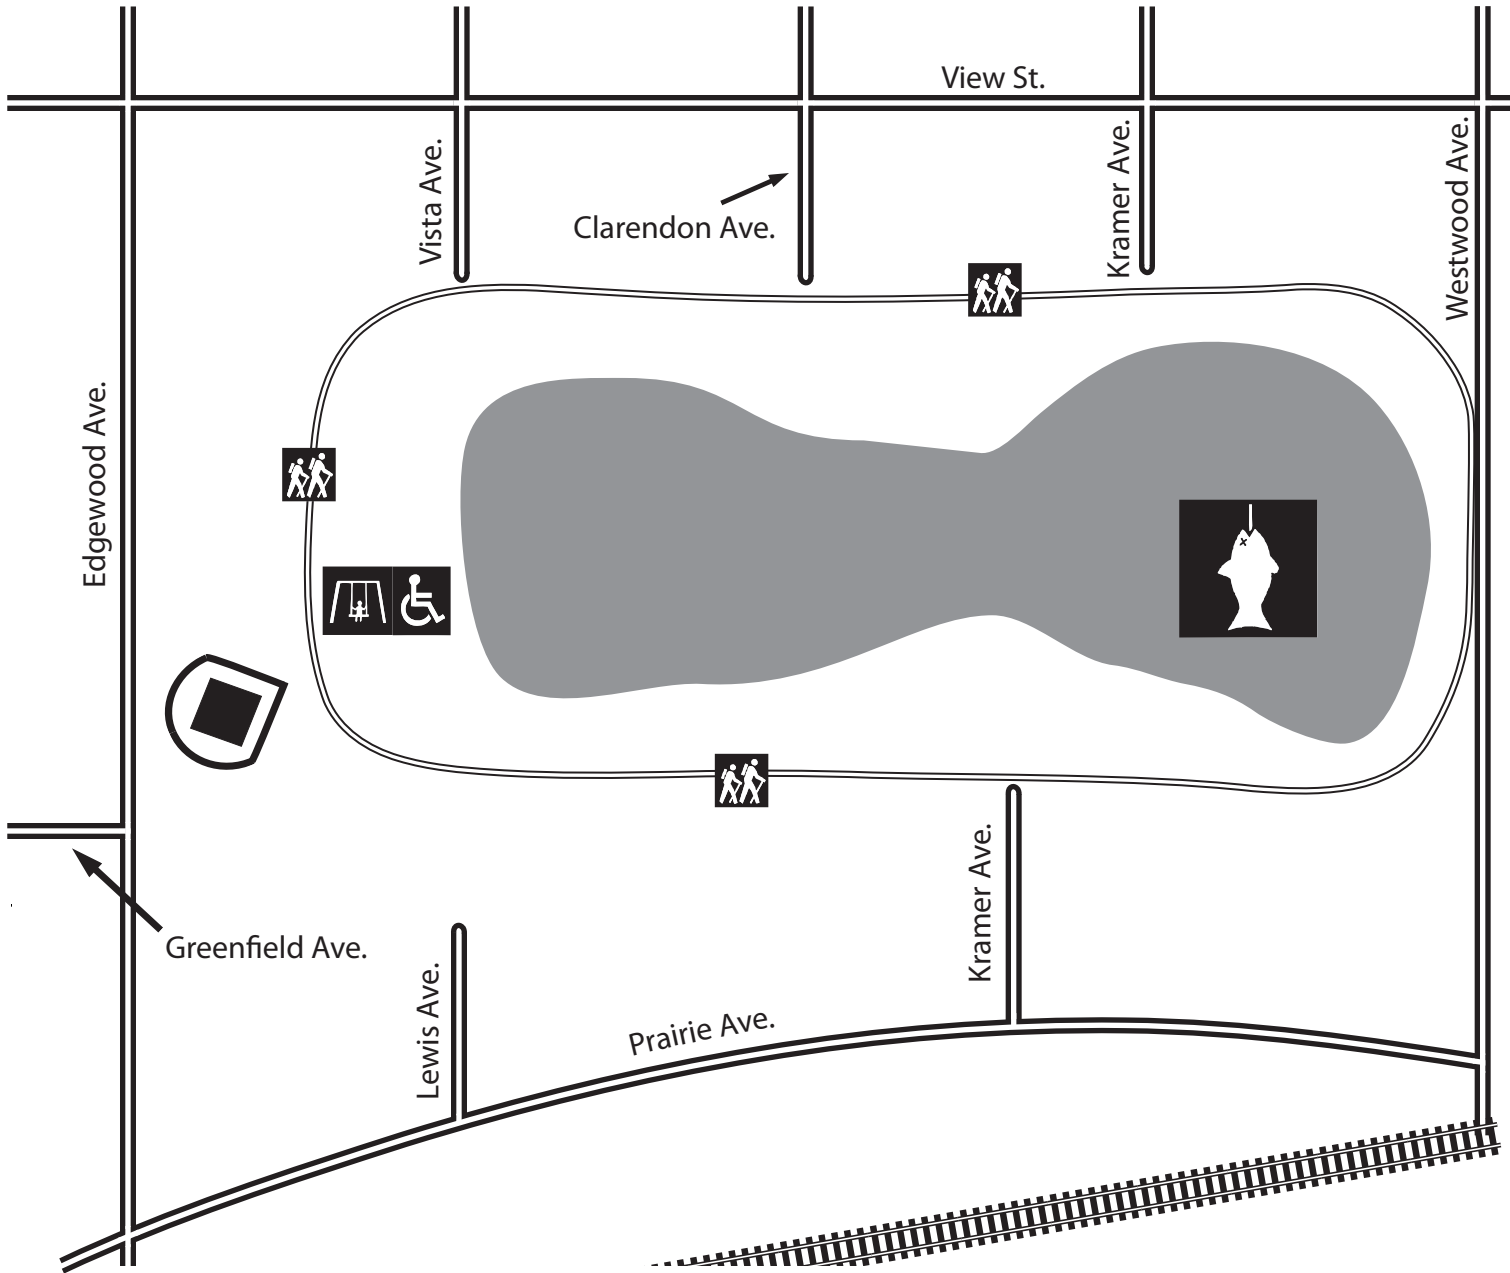 View St.
Vista Ave.
Clarendon Ave.
Kramer Ave.
Westwood Ave.
Edgewood Ave.
Greenfield Ave.
Lewis Ave.
Prairie Ave.
Kramer Ave.